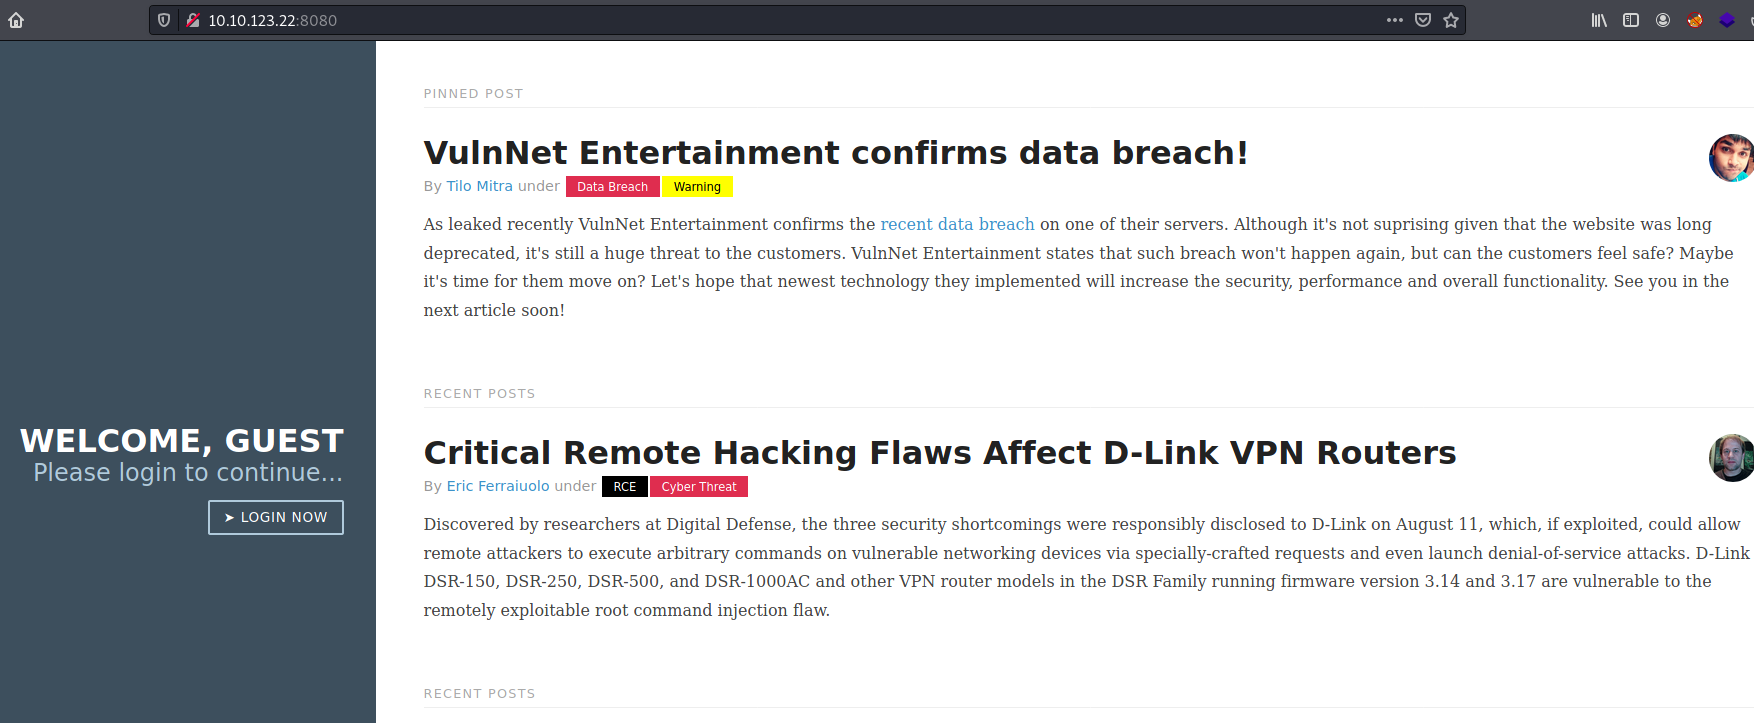 10.10.123.22:8080
PINNED POST
VulnNet Entertainment confirms data breach!
By Tilo Mitra under Data Breach Warning
As leaked recently VulnNet Entertainment confirms the recent data breach on one of their servers. Although it's not suprising given that the website was long
deprecated, it's still a huge threat to the customers. VulnNet Entertainment states that such breach won't happen again, but can the customers feel safe? Maybe
it's time for them move on? Let's hope that newest technology they implemented will increase the security, performance and overall functionality. See you in the
next article soon!
RECENT POSTS
WELCOME, GUEST
Please login to continue...
➤ LOGIN NOW
Critical Remote Hacking Flaws Affect D-Link VPN Routers
By Eric Ferraiuolo under RCE Cyber Threat
Discovered by researchers at Digital Defense, the three security shortcomings were responsibly disclosed to D-Link on August 11, which, if exploited, could allow
remote attackers to execute arbitrary commands on vulnerable networking devices via specially-crafted requests and even launch denial-of-service attacks. D-Link
DSR-150, DSR-250, DSR-500, and DSR-1000AC and other VPN router models in the DSR Family running firmware version 3.14 and 3.17 are vulnerable to the
remotely exploitable root command injection flaw.
RECENT POSTS